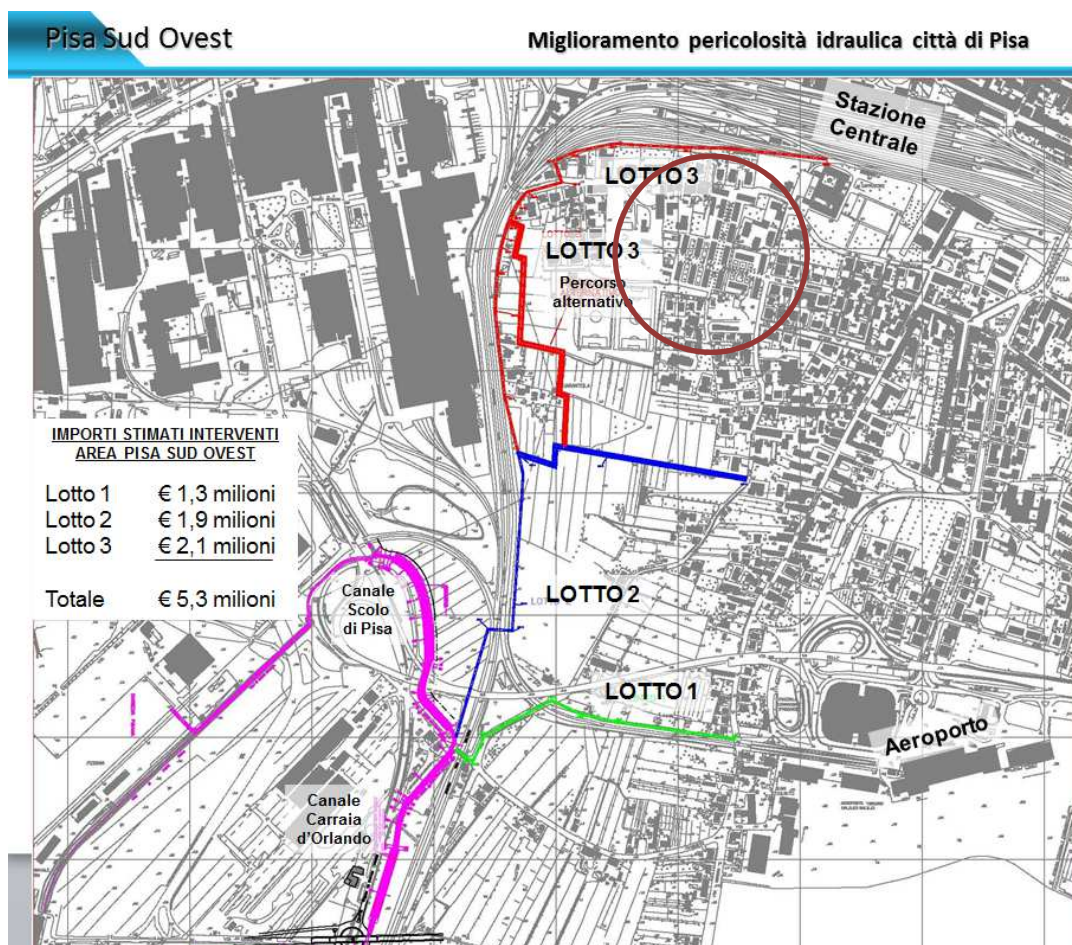 Pisa Sud Ovest
Miglioramento pericolosità idraulica città di Pisa
Stazione
Centrale
LOTTO 3
LOTTO 3
Percorso
alternativo
IMPORTI STIMATI INTERVENTI
AREA PISA SUD OVEST
Lotto 1 € 1,3 milioni
Lotto 2 € 1,9 milioni
Lotto 3 € 2,1 milioni
Totale € 5,3 milioni
Canale
Scolo
di Pisa
LOTTO 2
LOTTO 1
Aeroporto
Canale
Carraia
d'Orlando